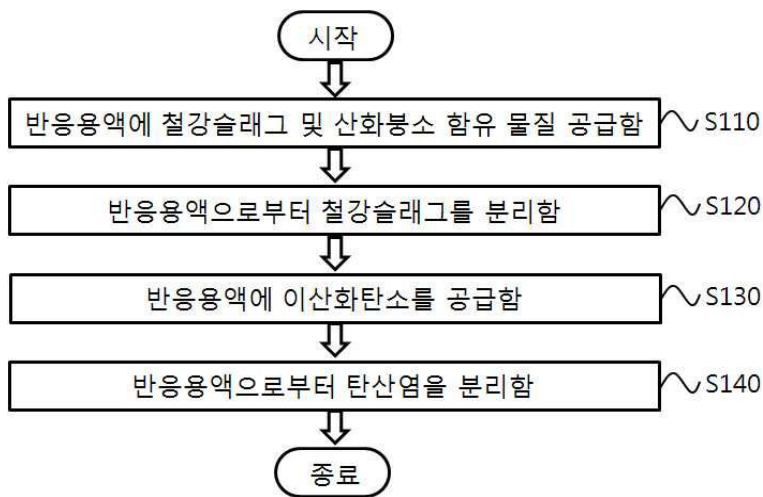 시작
반응용액에 철강슬래그 및 산화붕소 함유 물질 공급함 S110
반응용액으로부터 철강슬래그를 분리함 S120
반응용액에 이산화탄소를 공급함 S130
반응용액으로부터 탄산염을 분리함 S140
종료